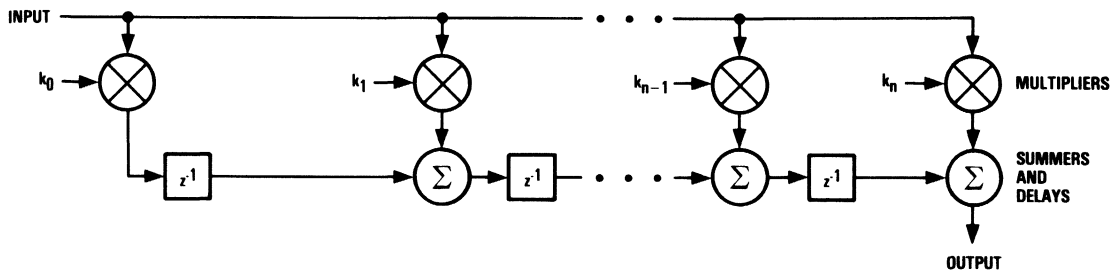 INPUT
k0
k1
kn−1
kn
MULTIPLIERS
z-1
Σ
z-1
Σ
z-1
Σ
SUMMERS
AND
DELAYS
OUTPUT